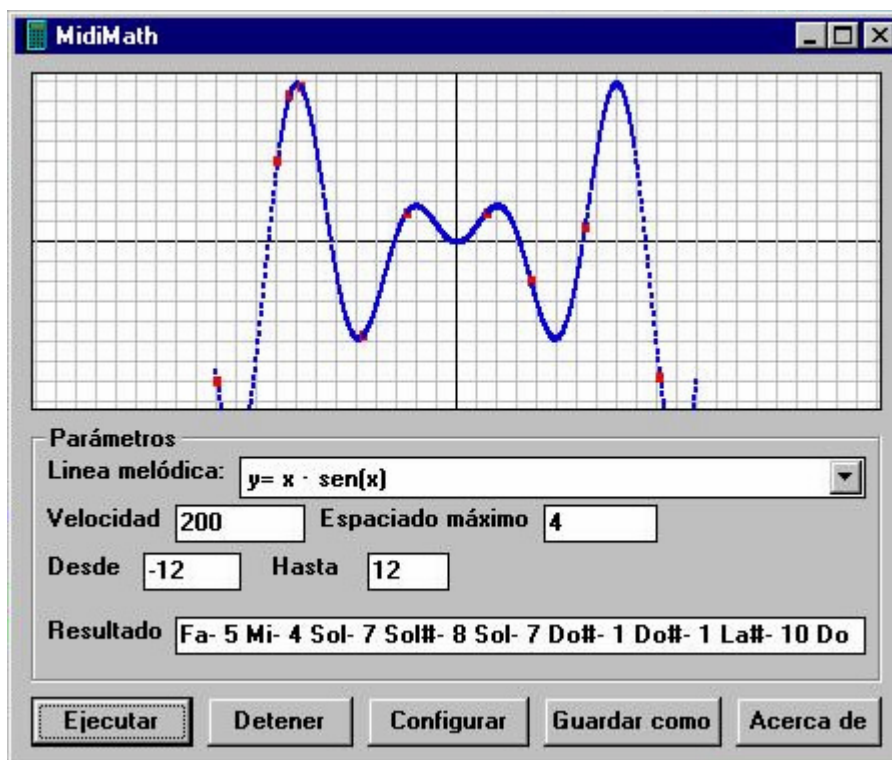 MidiMath
Parámetros
Linea melódica: y= x · sen(x)
Velocidad 200 Espaciado máximo 4
Desde -12 Hasta 12
Resultado Fa- 5 Mi- 4 Sol- 7 Sol#- 8 Sol- 7 Do#- 1 Do#- 1 La#- 10 Do
Ejecutar Detener Configurar Guardar como Acerca de